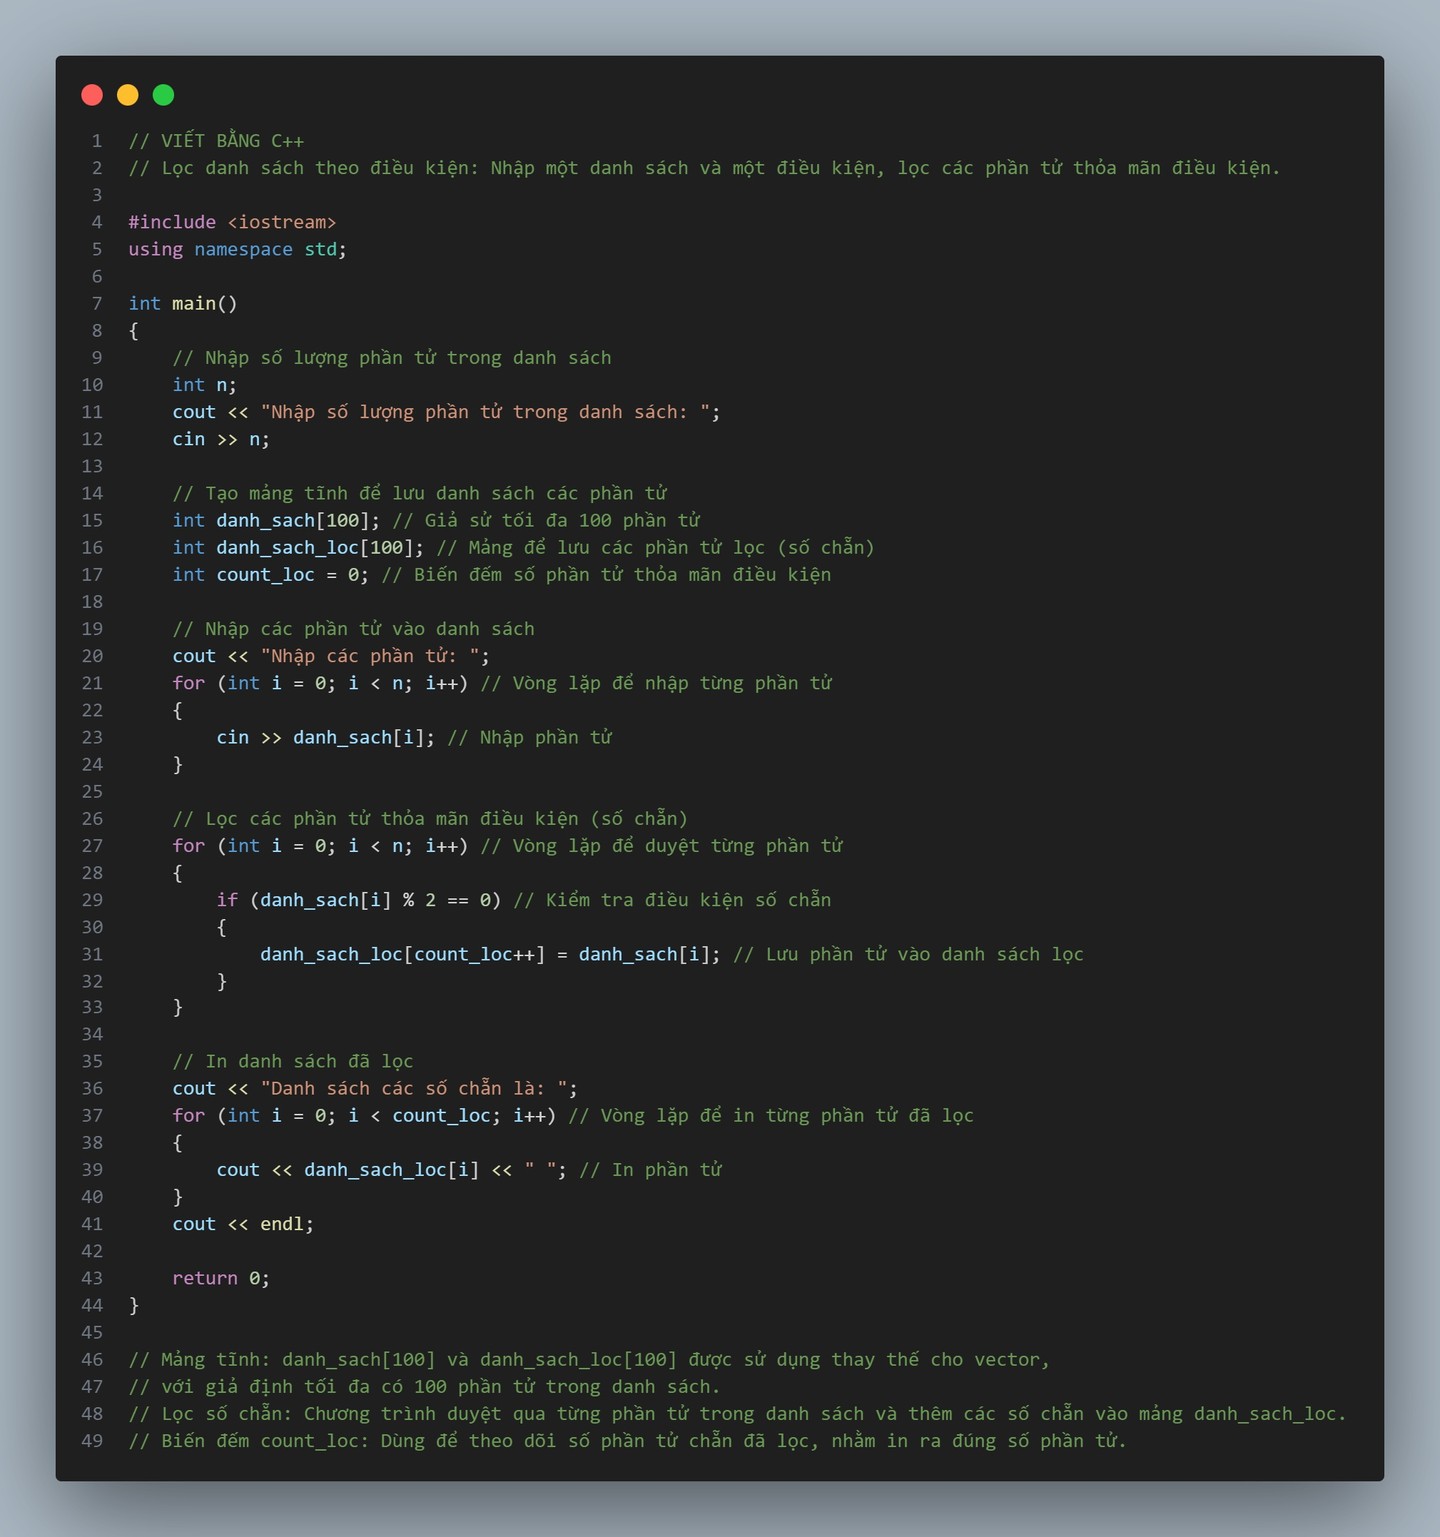 1 // VIẾT BẰNG C++
2 // Lọc danh sách theo điều kiện: Nhập một danh sách và một điều kiện, lọc các phần tử thỏa mãn điều kiện.
3
4 #include <iostream>
5 using namespace std;
6
7 int main()
8 {
9     // Nhập số lượng phần tử trong danh sách
10     int n;
11     cout << "Nhập số lượng phần tử trong danh sách: ";
12     cin >> n;
13
14     // Tạo mảng tĩnh để lưu danh sách các phần tử
15     int danh_sach[100]; // Giả sử tối đa 100 phần tử
16     int danh_sach_loc[100]; // Mảng để lưu các phần tử lọc (số chẵn)
17     int count_loc = 0; // Biến đếm số phần tử thỏa mãn điều kiện
18
19     // Nhập các phần tử vào danh sách
20     cout << "Nhập các phần tử: ";
21     for (int i = 0; i < n; i++) // Vòng lặp để nhập từng phần tử
22     {
23         cin >> danh_sach[i]; // Nhập phần tử
24     }
25
26     // Lọc các phần tử thỏa mãn điều kiện (số chẵn)
27     for (int i = 0; i < n; i++) // Vòng lặp để duyệt từng phần tử
28     {
29         if (danh_sach[i] % 2 == 0) // Kiểm tra điều kiện số chẵn
30         {
31             danh_sach_loc[count_loc++] = danh_sach[i]; // Lưu phần tử vào danh sách lọc
32         }
33     }
34
35     // In danh sách đã lọc
36     cout << "Danh sách các số chẵn là: ";
37     for (int i = 0; i < count_loc; i++) // Vòng lặp để in từng phần tử đã lọc
38     {
39         cout << danh_sach_loc[i] << " "; // In phần tử
40     }
41     cout << endl;
42
43     return 0;
44 }
45
46 // Mảng tĩnh: danh_sach[100] và danh_sach_loc[100] được sử dụng thay thế cho vector,
47 // với giả định tối đa có 100 phần tử trong danh sách.
48 // Lọc số chẵn: Chương trình duyệt qua từng phần tử trong danh sách và thêm các số chẵn vào mảng danh_sach_loc.
49 // Biến đếm count_loc: Dùng để theo dõi số phần tử chẵn đã lọc, nhằm in ra đúng số phần tử.